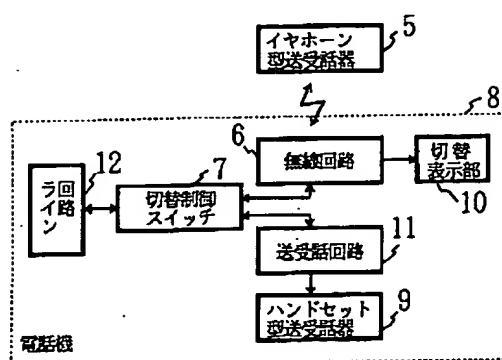 イヤホーン
型送受話器
5
8
6
無線回路
切替
表示部
10
12
回路
ライン
7
切替制御
スイッチ
送受話回路
11
ハンドセット
型送受話器
9
電話機